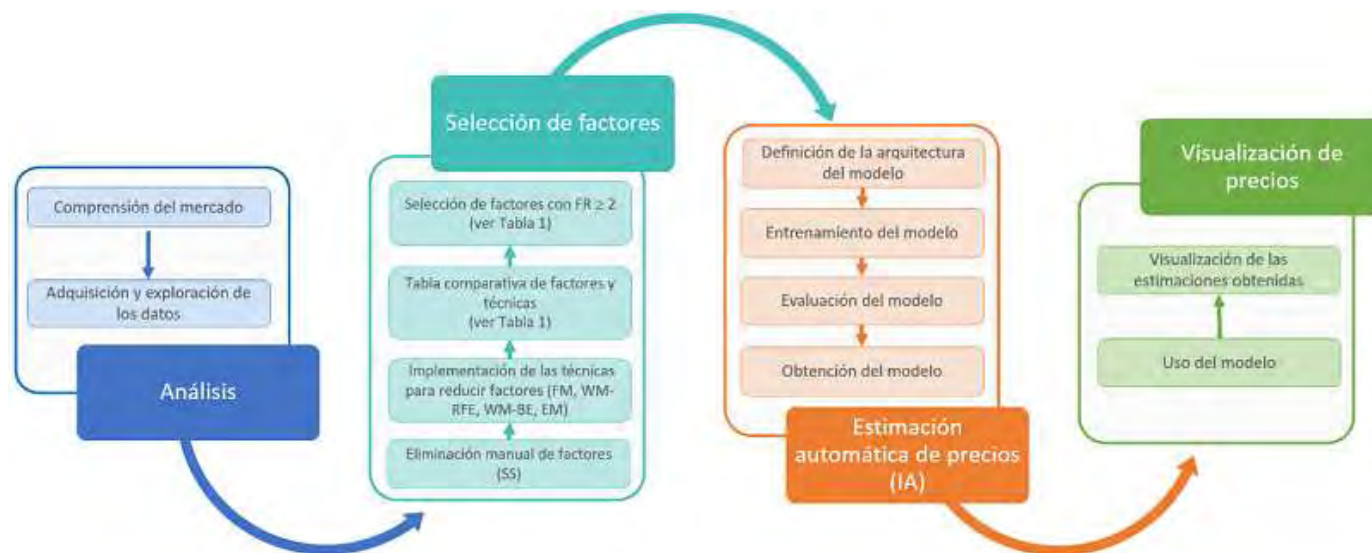 Comprensión del mercado
Adquisición y exploración de
los datos
Análisis
Selección de factores
Selección de factores con FR ≥ 2
(ver Tabla 1)
Tabla comparativa de factores y
técnicas
(ver Tabla 1)
Implementación de las técnicas
para reducir factores (FM, WM-
RFE, WM-BE, EM)
Eliminación manual de factores
(SS)
Definición de la arquitectura
del modelo
Entrenamiento del modelo
Evaluación del modelo
Obtención del modelo
Estimación
automática de precios
(IA)
Visualización de
precios
Visualización de las
estimaciones obtenidas
Uso del modelo